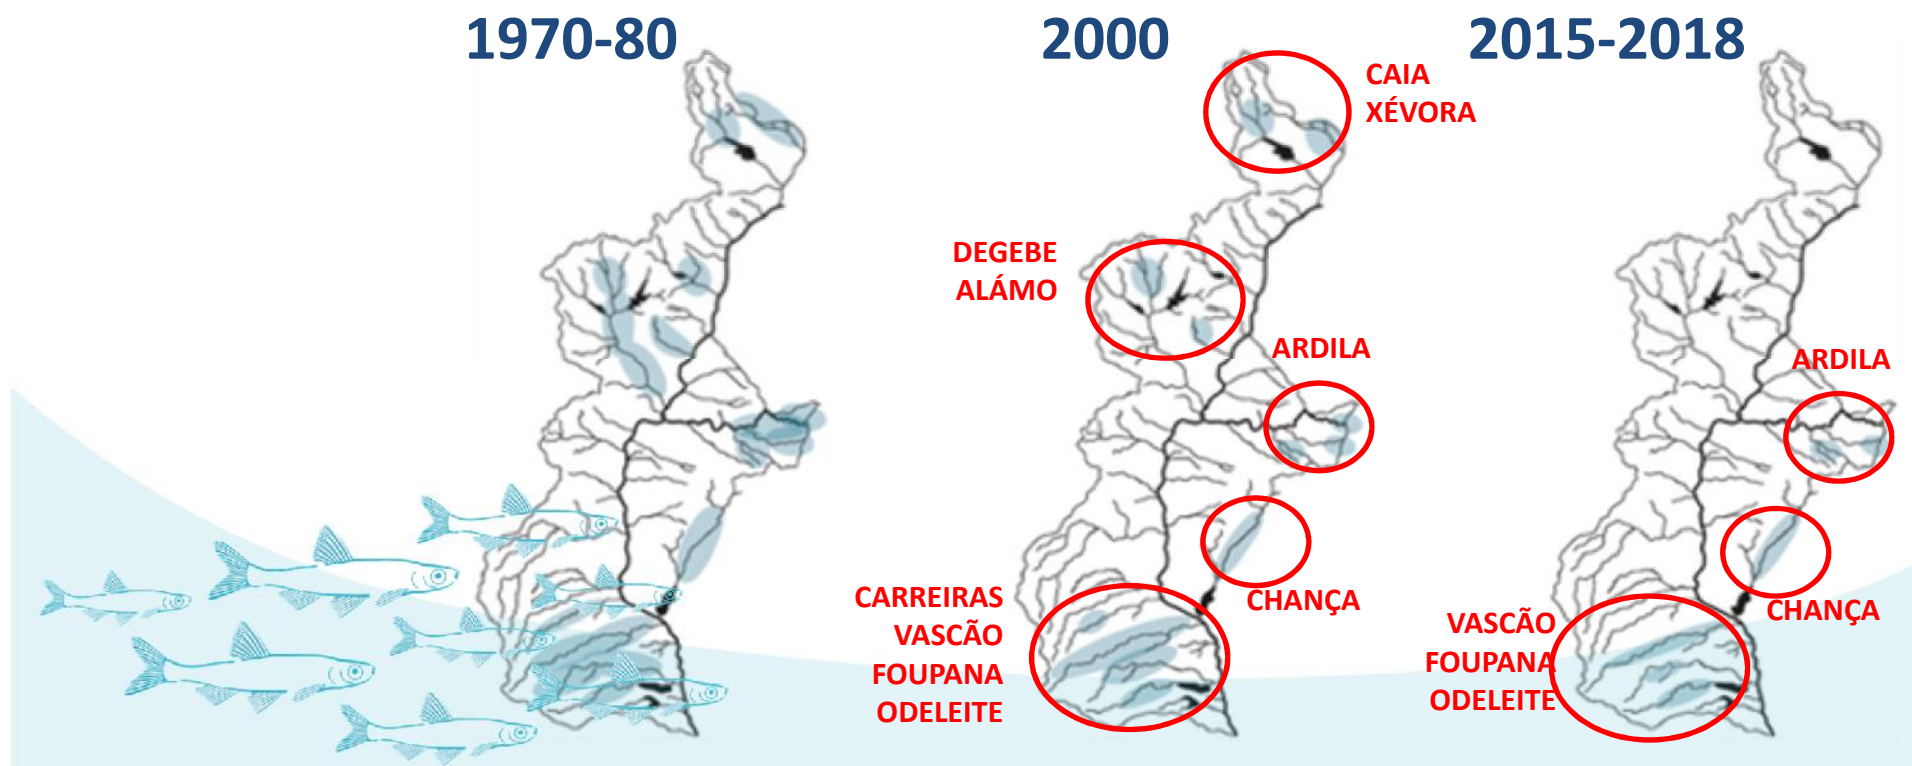 1970-80
2000
2015-2018
CAIA
XÉVORA
DEGEBE
ALÁMO
ARDILA
ARDILA
CHANÇA
CHANÇA
CARREIRAS
VASCÃO
FOUPANA
ODELEITE
VASCÃO
FOUPANA
ODELEITE